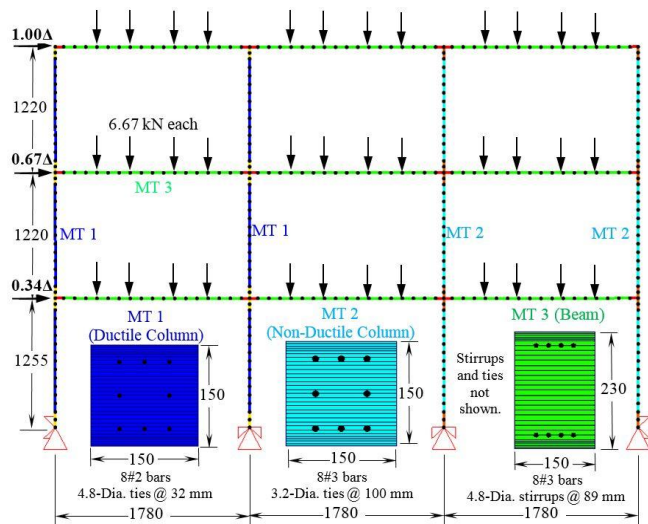 1.00Δ
1220
6.67 kN each
0.67Δ
MT 3
1220
MT 1
MT 1
MT 2
MT 2
0.34Δ
1255
MT 1
(Ductile Column)
MT 2
(Non-Ductile Column)
MT 3 (Beam)
Stirrups
and ties
not
shown.
150
150
230
150
150
150
8#2 bars
4.8-Dia. ties @ 32 mm
8#3 bars
3.2-Dia. ties @ 100 mm
8#3 bars
4.8-Dia. stirrups @ 89 mm
1780
1780
1780